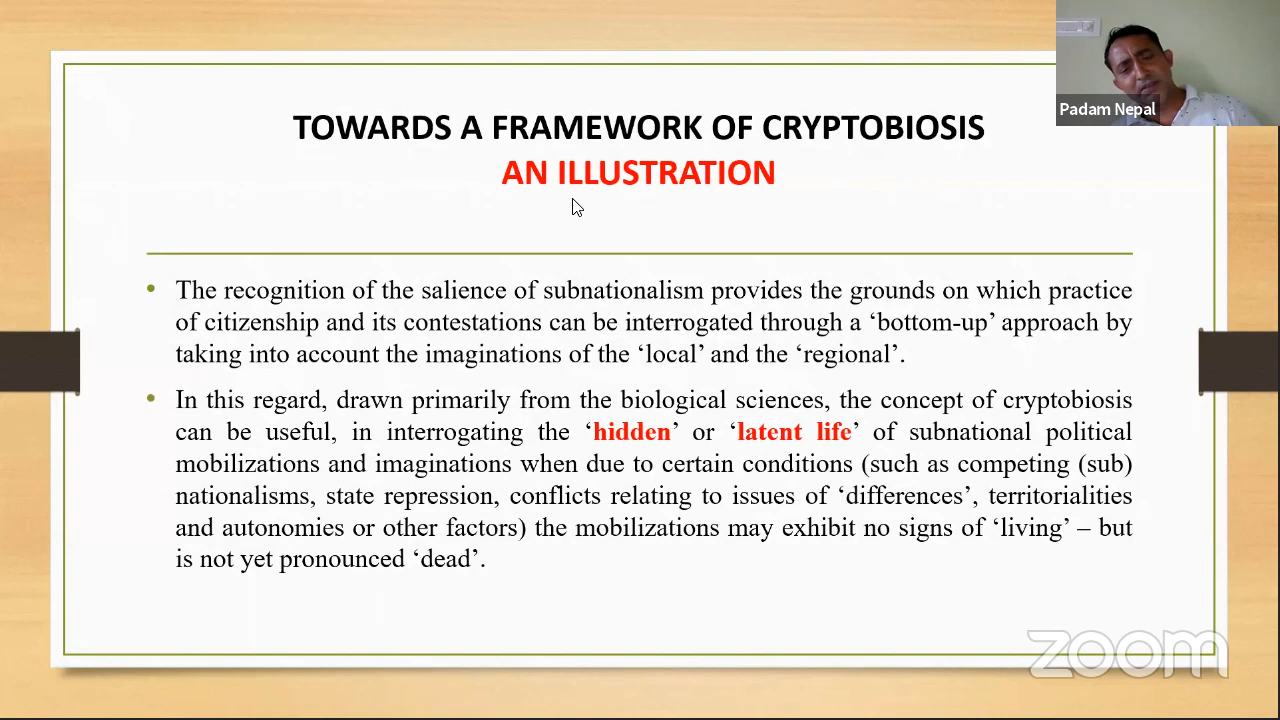 TOWARDS A FRAMEWORK OF CRYPTOBIOSIS
AN ILLUSTRATION
Padam Nepal
• The recognition of the salience of subnationalism provides the grounds on which practice
of citizenship and its contestations can be interrogated through a ‘bottom-up’ approach by
taking into account the imaginations of the ‘local’ and the ‘regional’.
• In this regard, drawn primarily from the biological sciences, the concept of cryptobiosis
can be useful, in interrogating the ‘hidden’ or ‘latent life’ of subnational political
mobilizations and imaginations when due to certain conditions (such as competing (sub)
nationalisms, state repression, conflicts relating to issues of ‘differences’, territorialities
and autonomies or other factors) the mobilizations may exhibit no signs of ‘living’ – but
is not yet pronounced ‘dead’.
zoom